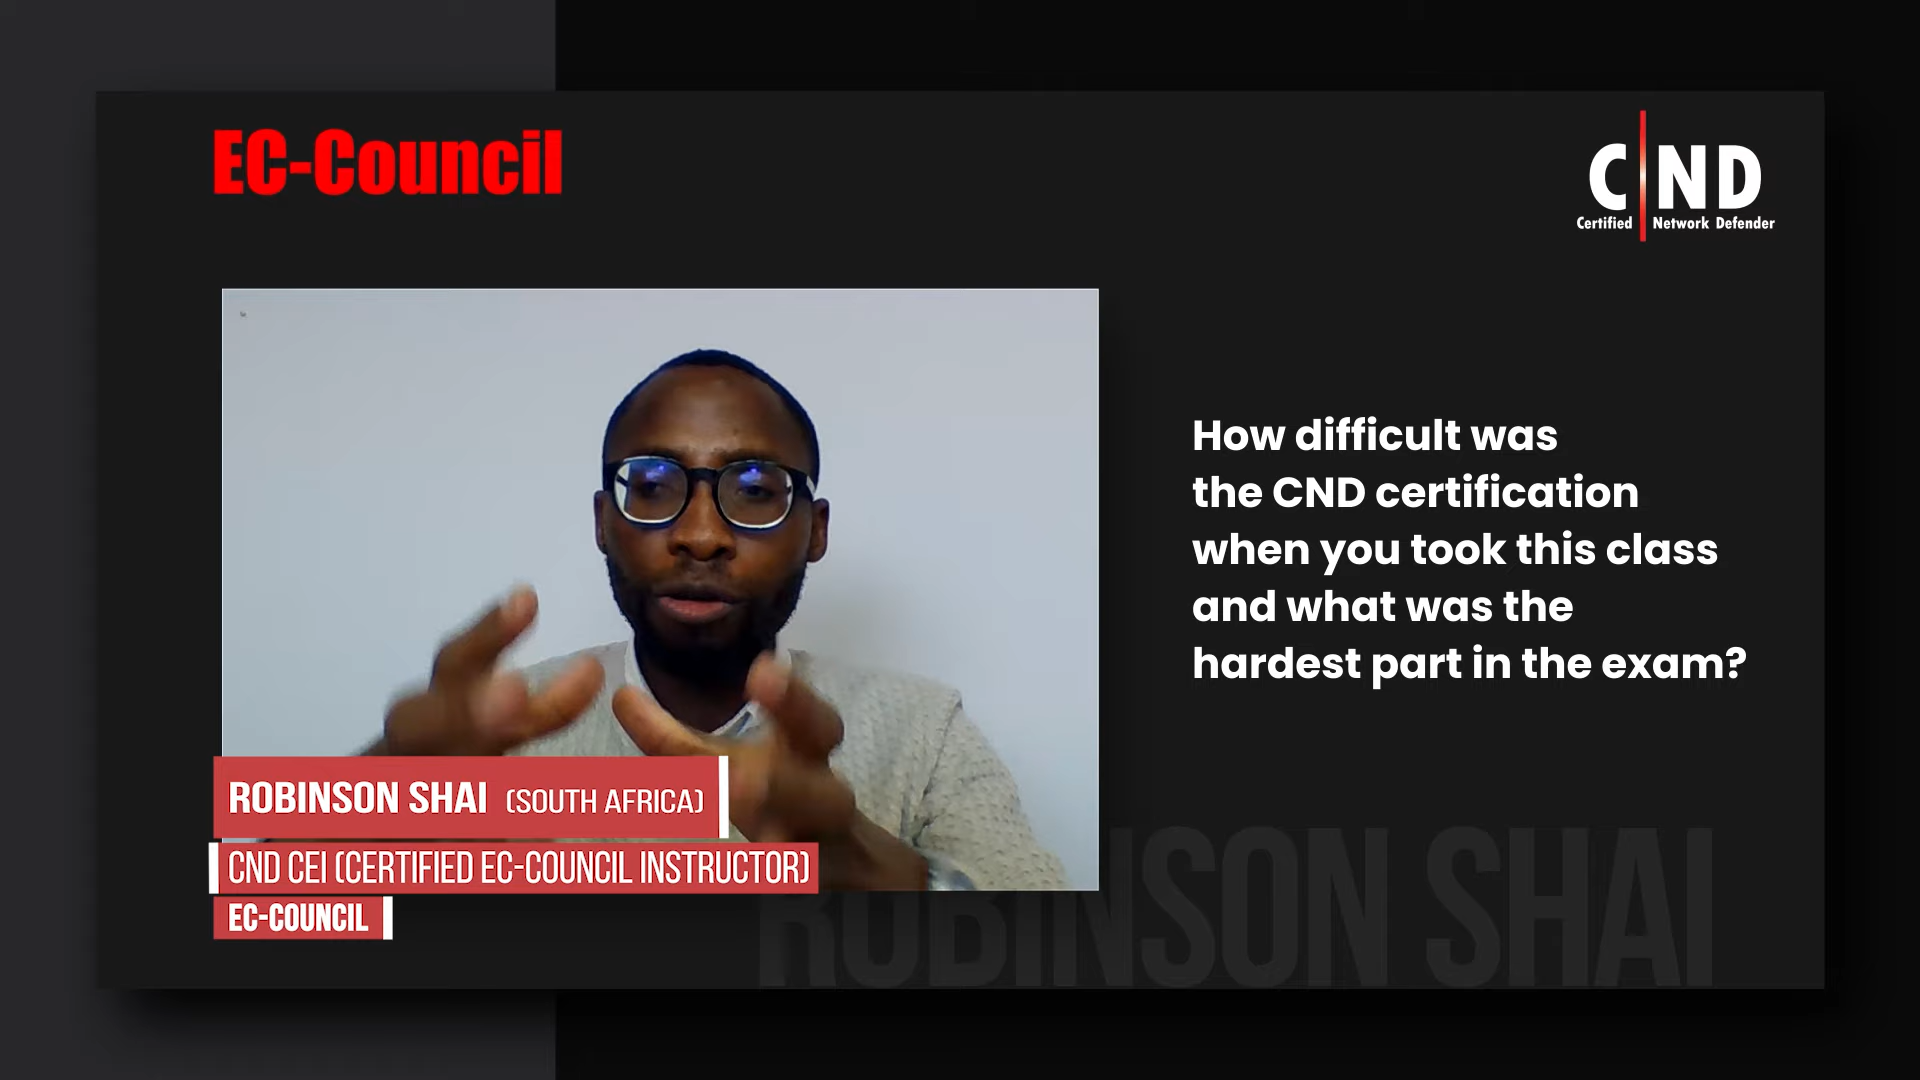 EC-Council
C|ND
Certified Network Defender
How difficult was
the CND certification
when you took this class
and what was the
hardest part in the exam?
ROBINSON SHAI (SOUTH AFRICA)
CND CEI (CERTIFIED EC-COUNCIL INSTRUCTOR)
EC-COUNCIL
ROBINSON SHAI